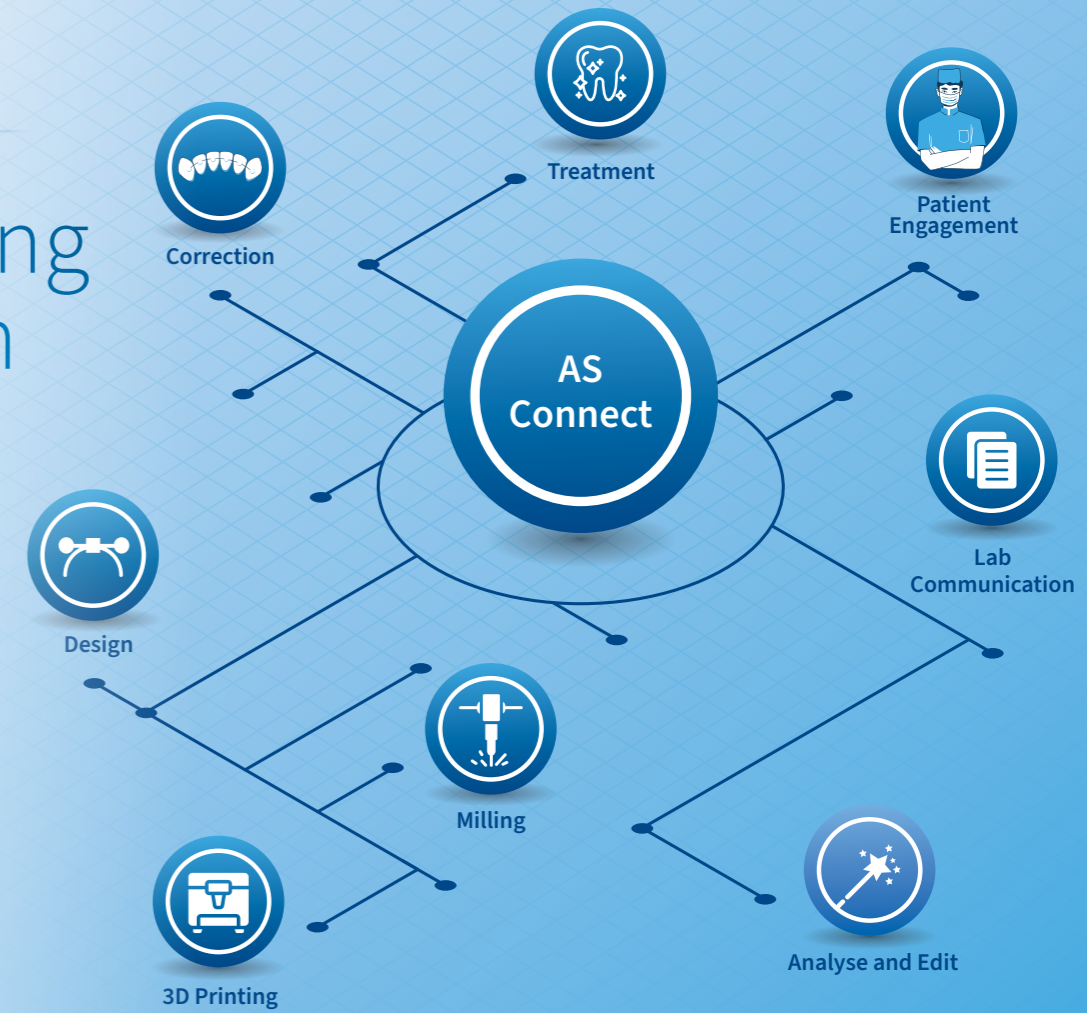 Treatment
Patient
Engagement
Correction
AS
Connect
Lab
Communication
Design
Milling
Analyse and Edit
3D Printing